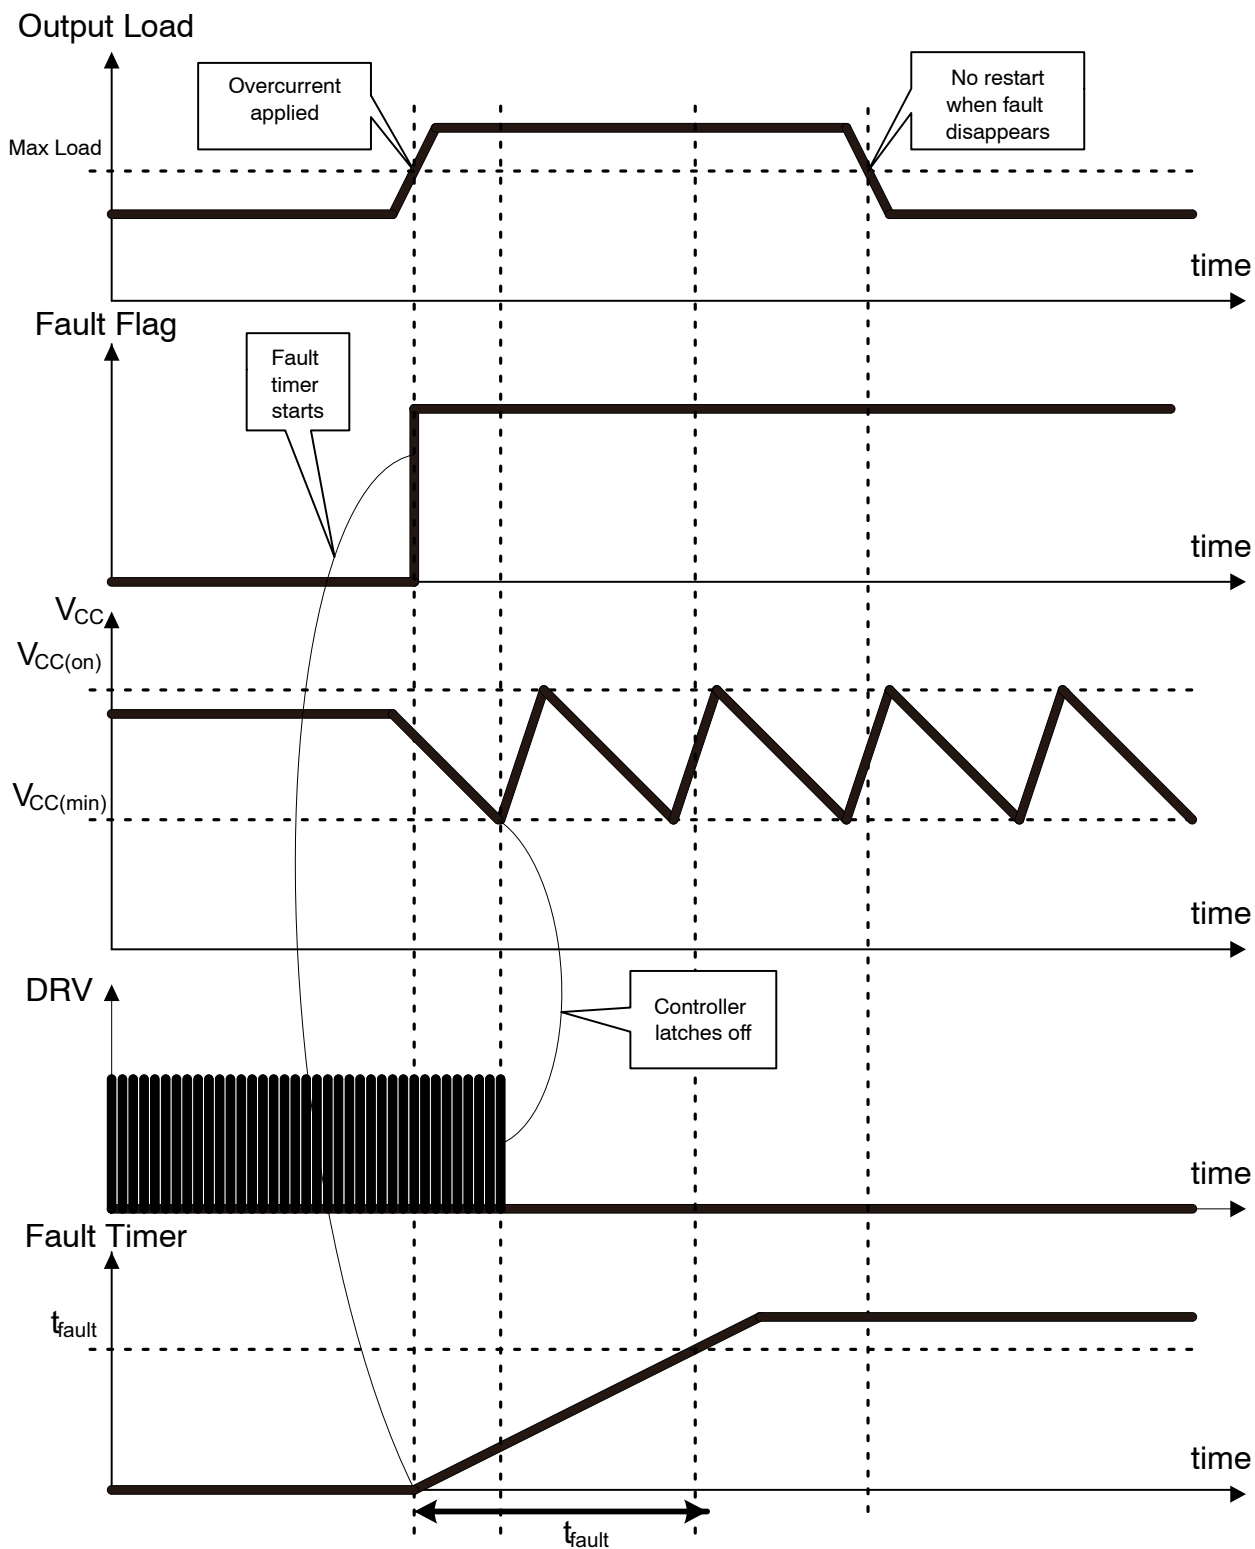 Output Load
Overcurrent
applied
No restart
when fault
disappears
Max Load
time
Fault Flag
Fault
timer
starts
time
VCC
VCC(on)
VCC(min)
time
DRV
Controller
latches off
time
Fault Timer
tfault
time
tfault